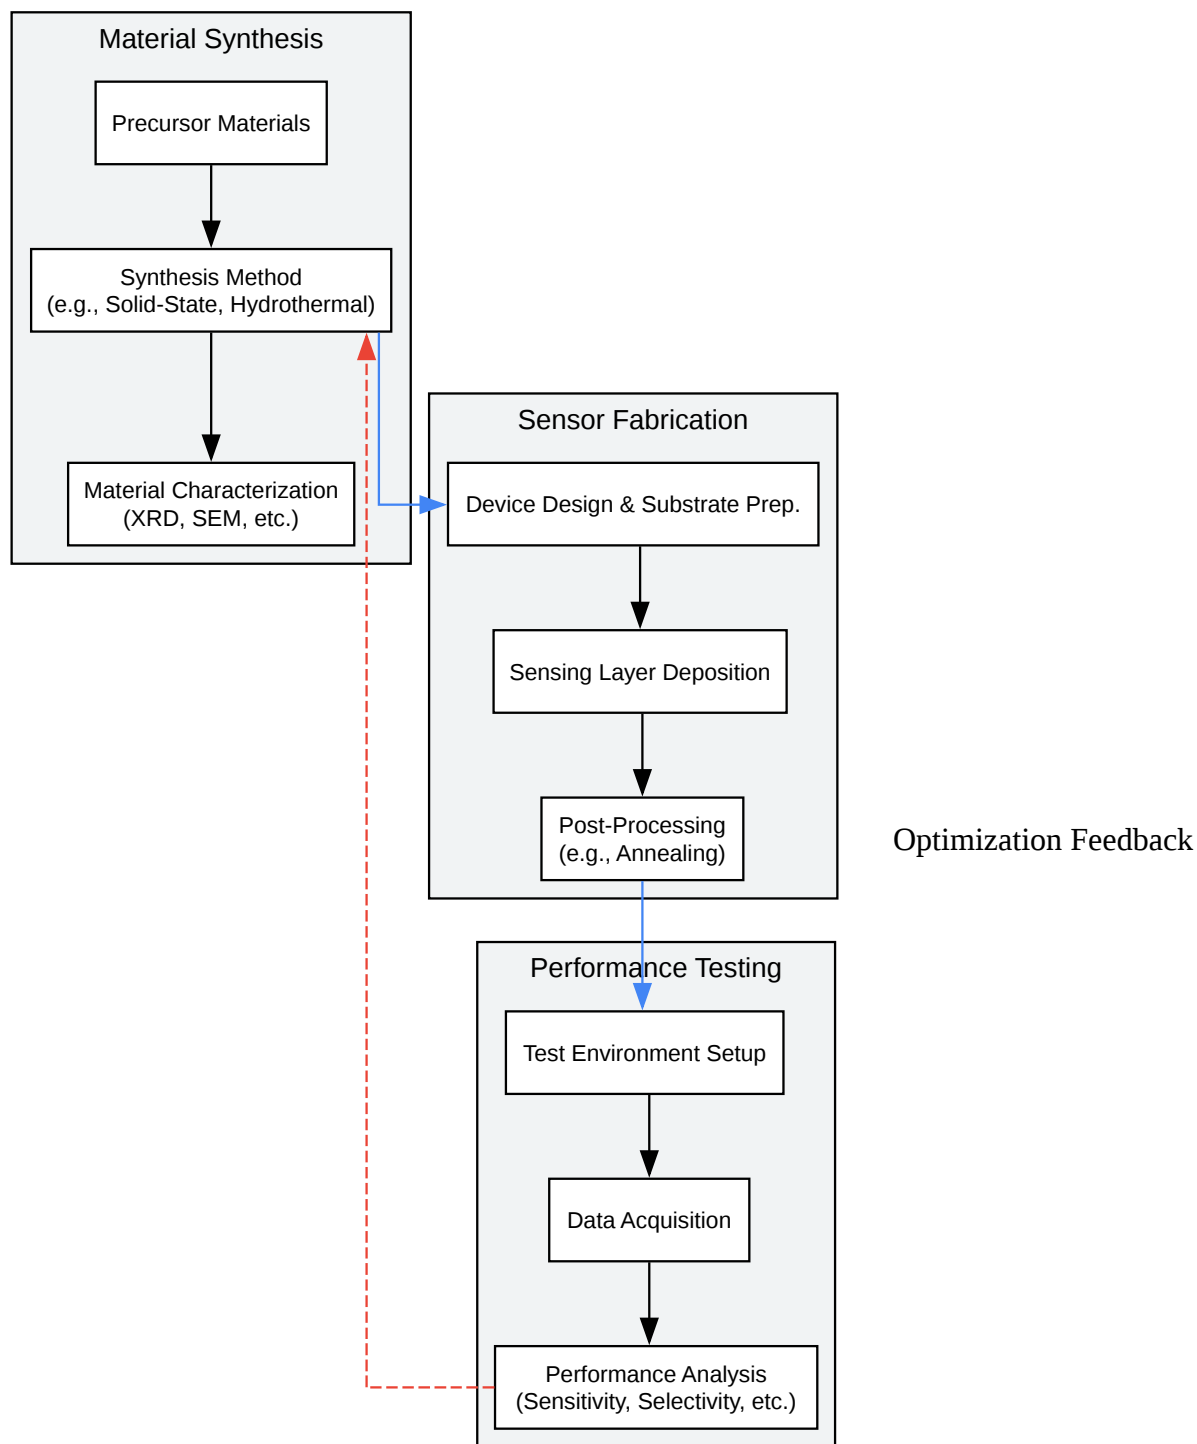 Material Synthesis
Precursor Materials
Synthesis Method
(e.g., Solid-State, Hydrothermal)
Material Characterization
(XRD, SEM, etc.)
Sensor Fabrication
Device Design & Substrate Prep.
Sensing Layer Deposition
Post-Processing
(e.g., Annealing)
Optimization Feedback
Performance Testing
Test Environment Setup
Data Acquisition
Performance Analysis
(Sensitivity, Selectivity, etc.)